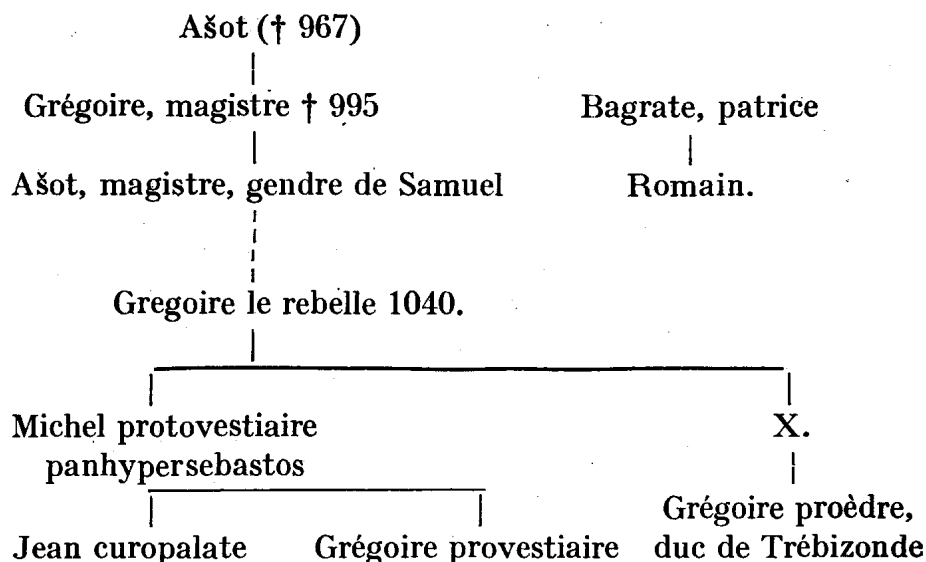 Ašot († 967)
Grégoire, magistre † 995
Bagrate, patrice
Ašot, magistre, gendre de Samuel
Romain.
Gregoire le rebelle 1040.
Michel protovestiaire
panhypersebastos
X.
Jean curopalate
Grégoire provestiaire
Grégoire proèdre,
duc de Trébizonde